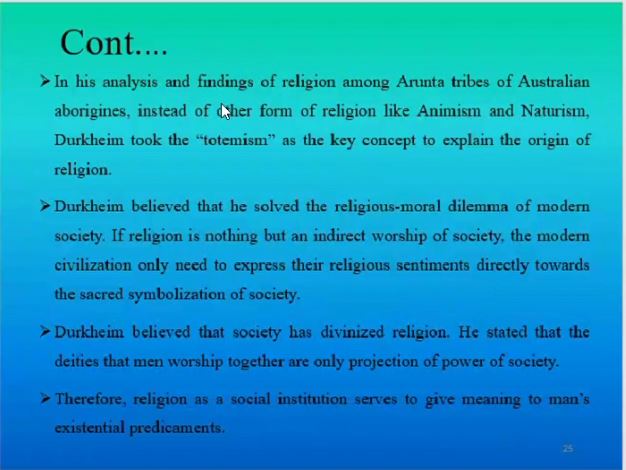 Cont....
➢ In his analysis and findings of religion among Arunta tribes of Australian
aborigines, instead of other form of religion like Animism and Naturism,
Durkheim took the “totemism” as the key concept to explain the origin of
religion.
➢ Durkheim believed that he solved the religious-moral dilemma of modern
society. If religion is nothing but an indirect worship of society, the modern
civilization only need to express their religious sentiments directly towards
the sacred symbolization of society.
➢ Durkheim believed that society has divinized religion. He stated that the
deities that men worship together are only projection of power of society.
➢ Therefore, religion as a social institution serves to give meaning to man’s
existential predicaments.
25